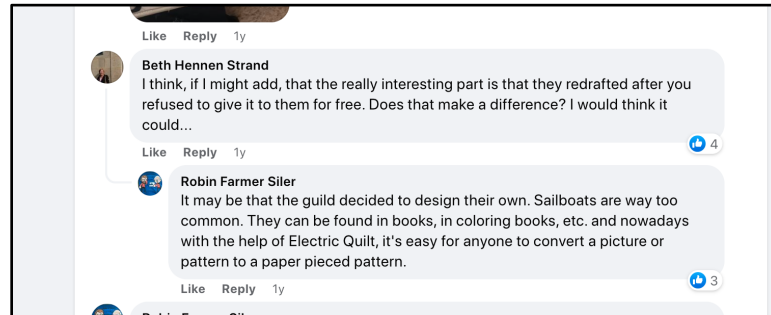 Like Reply 1y
Beth Hennen Strand
I think, if I might add, that the really interesting part is that they redrafted after you
refused to give it to them for free. Does that make a difference? I would think it
could...
4
Like Reply 1y
Robin Farmer Siler
It may be that the guild decided to design their own. Sailboats are way too
common. They can be found in books, in coloring books, etc. and nowadays
with the help of Electric Quilt, it's easy for anyone to convert a picture or
pattern to a paper pieced pattern.
3
Like Reply 1y